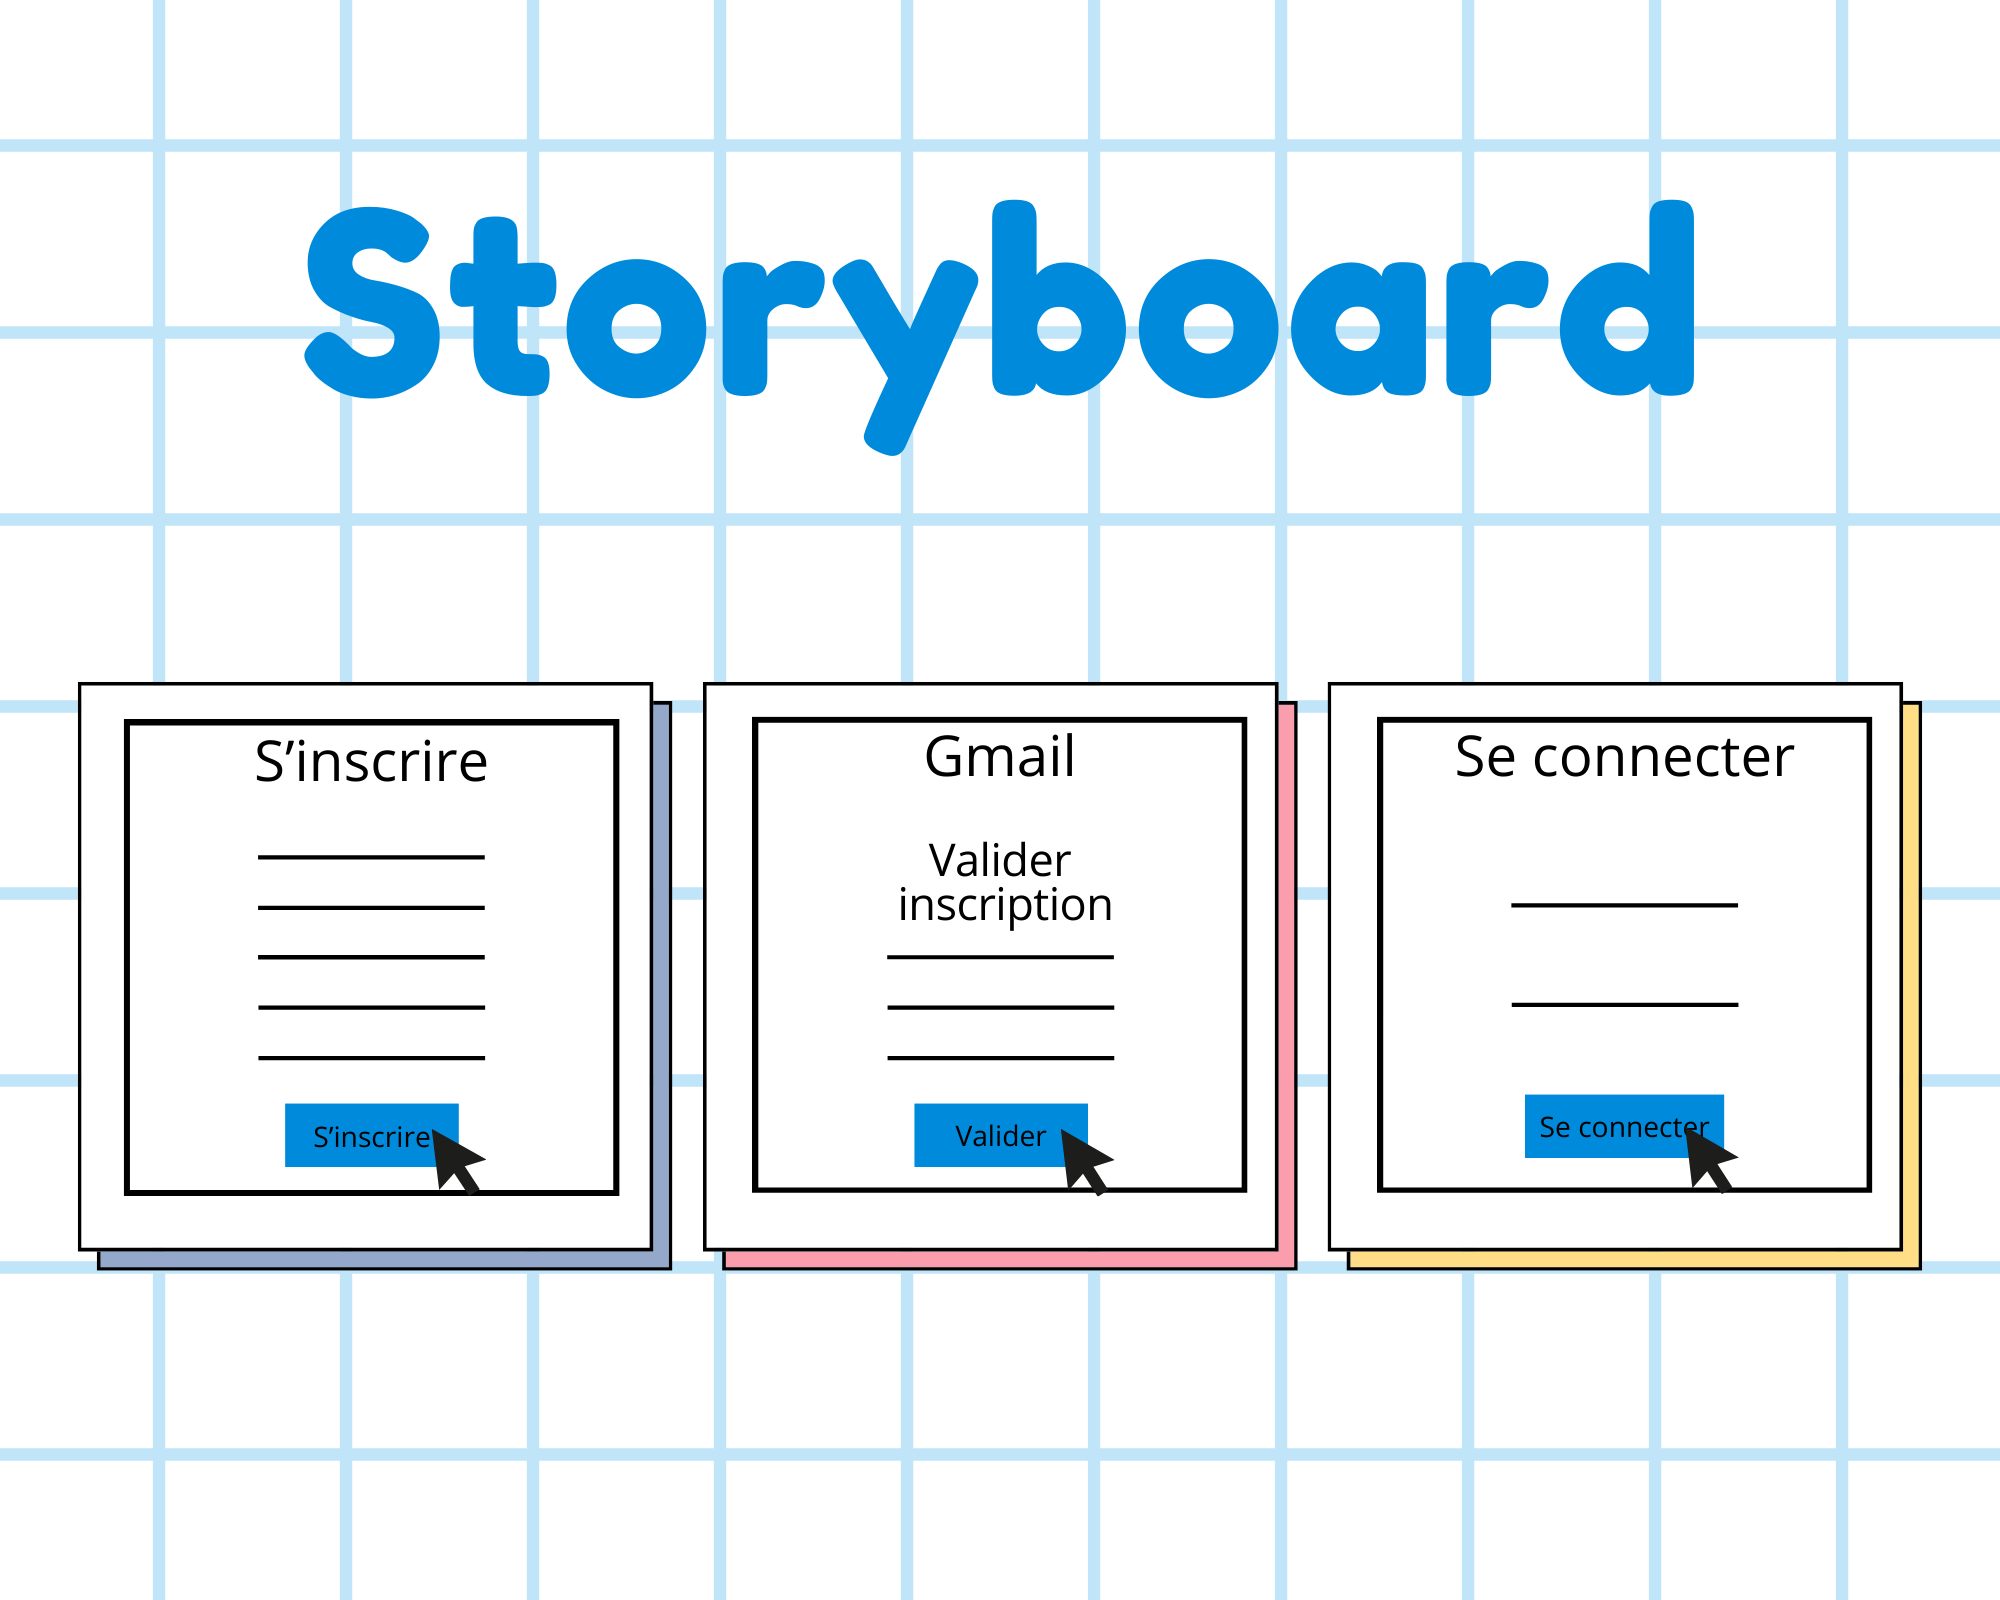 Storyboard
S’inscrire
S’inscrire
Gmail
Valider
inscription
Valider
Se connecter
Se connecter